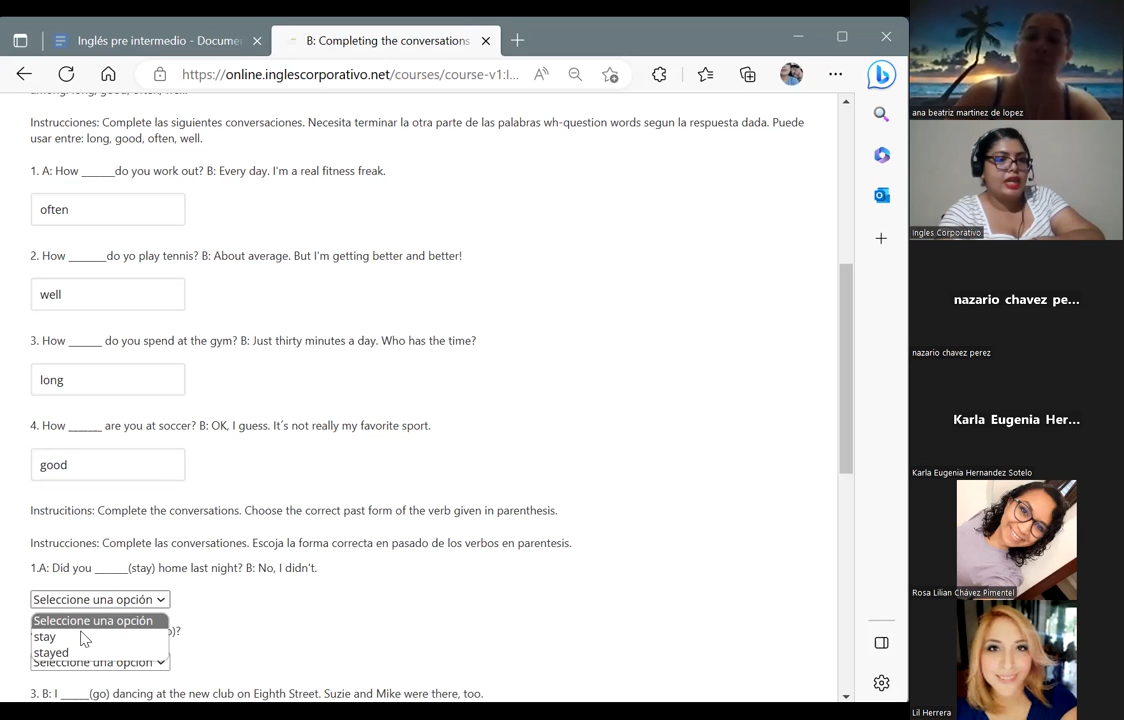 Inglés pre intermedio - Docume
B: Completing the conversations
https://online.inglescorporativo.net/courses/course-v1:I...
Instrucciones: Complete las siguientes conversaciones. Necesita terminar la otra parte de las palabras wh-question words segun la respuesta dada. Puede
usar entre: long, good, often, well.
1. A: How ______do you work out? B: Every day. I'm a real fitness freak.
often
2. How _______do yo play tennis? B: About average. But I'm getting better and better!
well
3. How ______ do you spend at the gym? B: Just thirty minutes a day. Who has the time?
long
4. How ______ are you at soccer? B: OK, I guess. It´s not really my favorite sport.
good
Instrucitions: Complete the conversations. Choose the correct past form of the verb given in parenthesis.
Instrucciones: Complete las conversationes. Escoja la forma correcta en pasado de los verbos en parentesis.
1.A: Did you ______(stay) home last night? B: No, I didn't.
Seleccione una opción
Seleccione una opción
stay
o)?
stayed
Seleccione una opción
3. B: I _____(go) dancing at the new club on Eighth Street. Suzie and Mike were there, too.
ana beatriz martinez de lopez
Ingles Corporativo
nazario chavez pe...
nazario chavez perez
Karla Eugenia Her...
Karla Eugenia Hernandez Sotelo
Rosa Lilian Chávez Pimentel
Lil Herrera